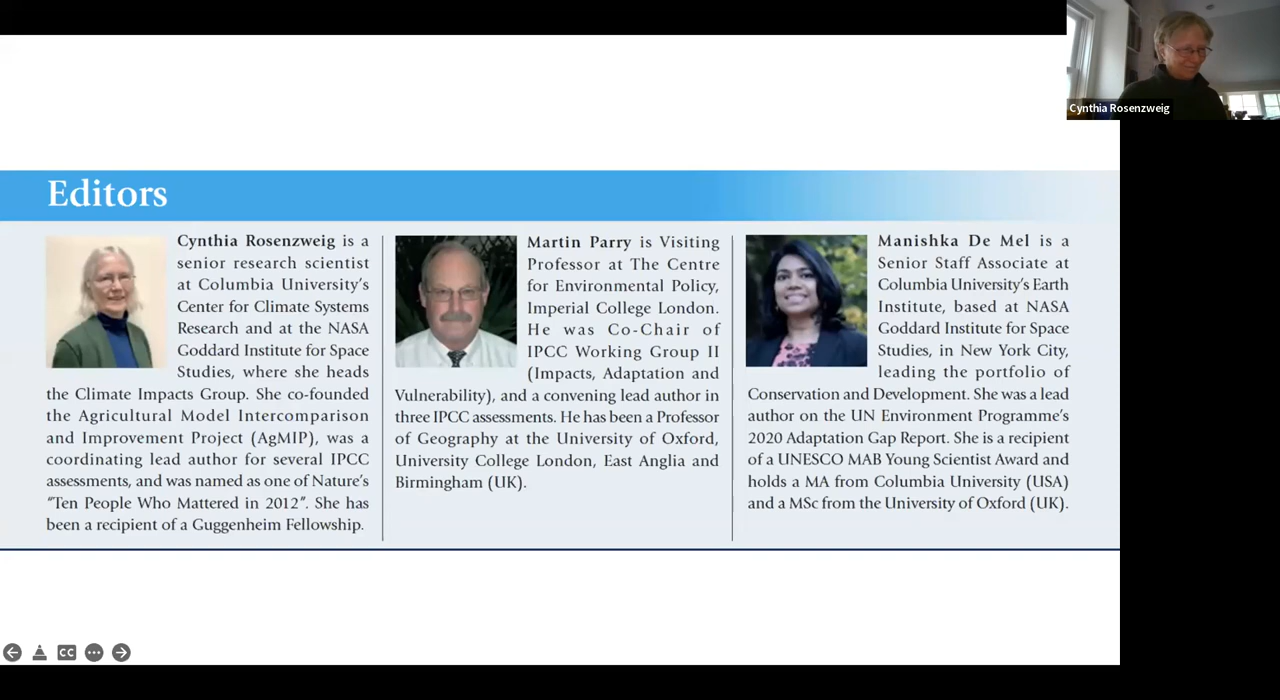 Cynthia Rosenzweig
Editors
Cynthia Rosenzweig is a
senior research scientist
at Columbia University's
Center for Climate Systems
Research and at the NASA
Goddard Institute for Space
Studies, where she heads
the Climate Impacts Group. She co-founded
the Agricultural Model Intercomparison
and Improvement Project (AgMIP), was a
coordinating lead author for several IPCC
assessments, and was named as one of Nature's
"Ten People Who Mattered in 2012". She has
been a recipient of a Guggenheim Fellowship.
Martin Parry is Visiting
Professor at The Centre
for Environmental Policy,
Imperial College London.
He was Co-Chair of
IPCC Working Group II
(Impacts, Adaptation and
Vulnerability), and a convening lead author in
three IPCC assessments. He has been a Professor
of Geography at the University of Oxford,
University College London, East Anglia and
Birmingham (UK).
Manishka De Mel is a
Senior Staff Associate at
Columbia University's Earth
Institute, based at NASA
Goddard Institute for Space
Studies, in New York City,
leading the portfolio of
Conservation and Development. She was a lead
author on the UN Environment Programme's
2020 Adaptation Gap Report. She is a recipient
of a UNESCO MAB Young Scientist Award and
holds a MA from Columbia University (USA)
and a MSc from the University of Oxford (UK).
CC